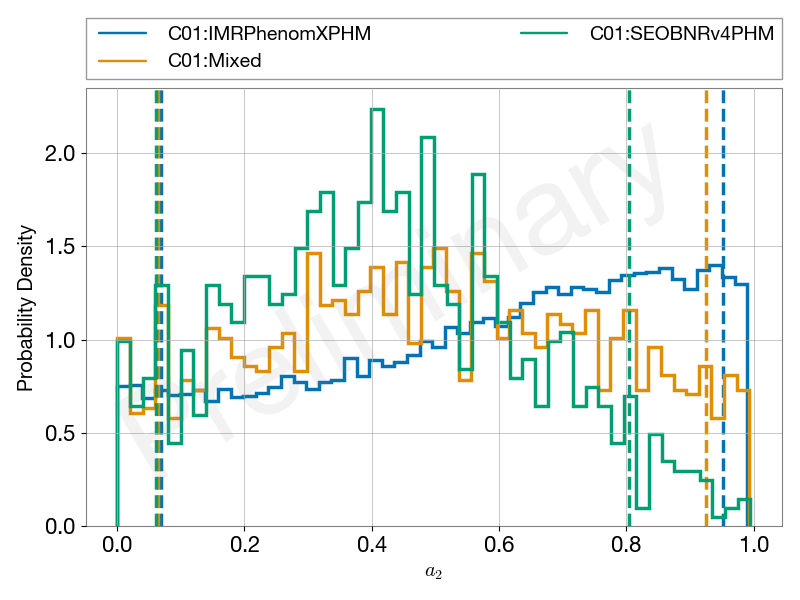 C01:IMRPhenomXPHM
C01:Mixed
C01:SEOBNRv4PHM
Preliminary
Probability Density
2.0
1.5
1.0
0.5
0.0
0.0 0.2 0.4 0.6 0.8 1.0
a₂